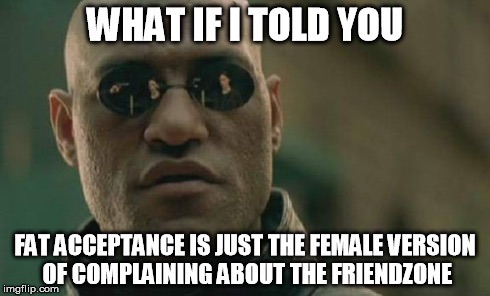 WHAT IF I TOLD YOU
FAT ACCEPTANCE IS JUST THE FEMALE VERSION
OF COMPLAINING ABOUT THE FRIENDZONE
imgflip.com